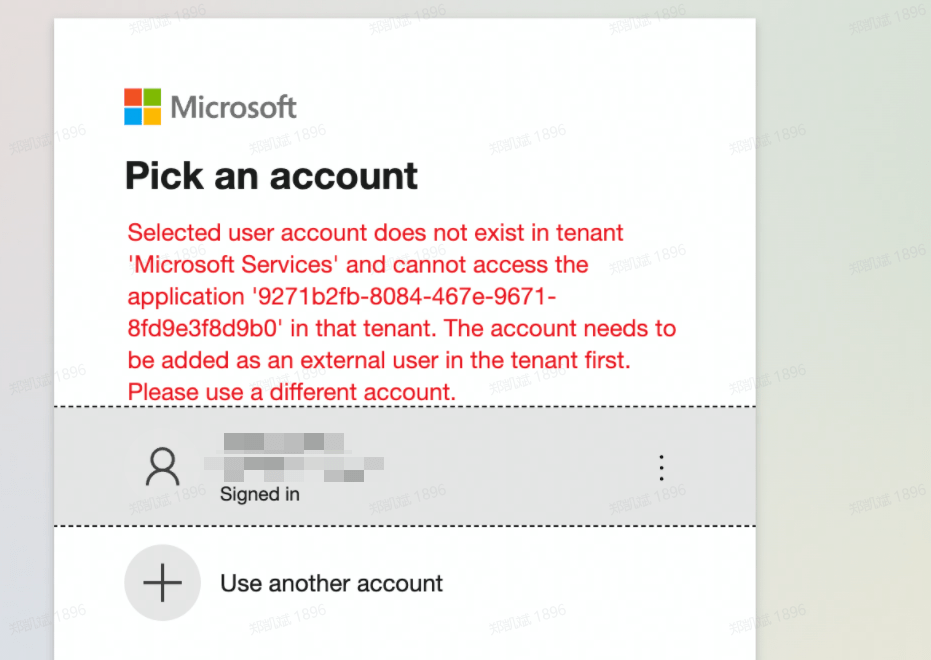 Microsoft
Pick an account
Selected user account does not exist in tenant
'Microsoft Services' and cannot access the
application '9271b2fb-8084-467e-9671-
8fd9e3f8d9b0' in that tenant. The account needs to
be added as an external user in the tenant first.
Please use a different account.
Signed in
Use another account